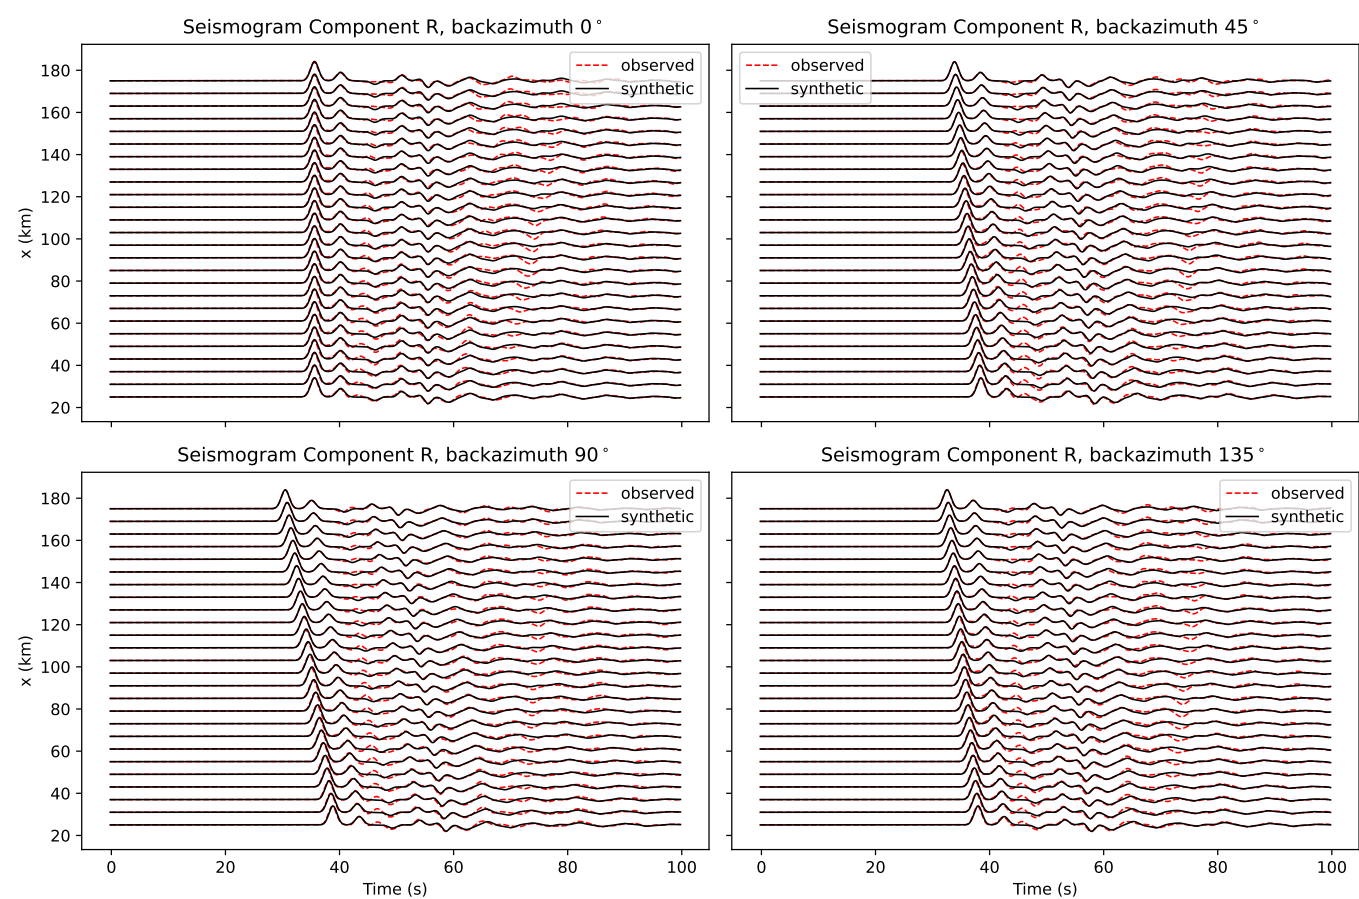 Seismogram Component R, backazimuth 0°
observed
synthetic
180
160
140
120
100
80
60
40
20
x (km)
Seismogram Component R, backazimuth 45°
observed
synthetic
Seismogram Component R, backazimuth 90°
observed
synthetic
180
160
140
120
100
80
60
40
20
x (km)
0 20 40 60 80 100
Time (s)
Seismogram Component R, backazimuth 135°
observed
synthetic
0 20 40 60 80 100
Time (s)